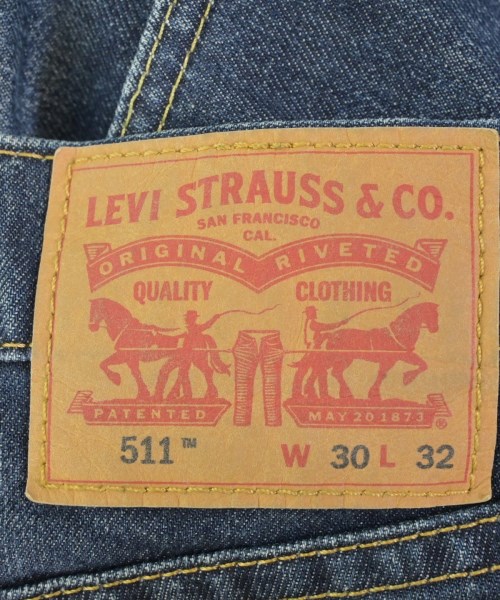 LEVI STRAUSS & CO.
SAN FRANCISCO
CAL.
ORIGINAL RIVETED
QUALITY CLOTHING
PATENTED MAY 20 1873 ®
511™ W 30 L 32